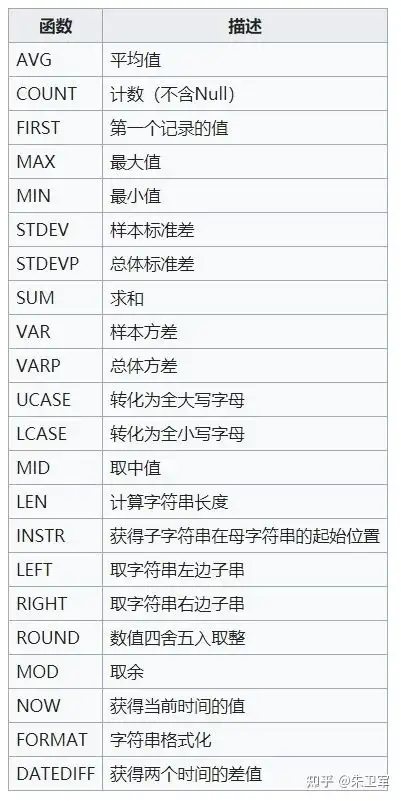 函数 描述
AVG 平均值
COUNT 计数（不含Null）
FIRST 第一个记录的值
MAX 最大值
MIN 最小值
STDEV 样本标准差
STDEVP 总体标准差
SUM 求和
VAR 样本方差
VARP 总体方差
UCASE 转化为全大写字母
LCASE 转化为全小写字母
MID 取中值
LEN 计算字符串长度
INSTR 获得子字符串在母字符串的起始位置
LEFT 取字符串左边子串
RIGHT 取字符串右边子串
ROUND 数值四舍五入取整
MOD 取余
NOW 获得当前时间的值
FORMAT 字符串格式化
DATEDIFF 获得两个时间的差值
知乎 @朱卫军